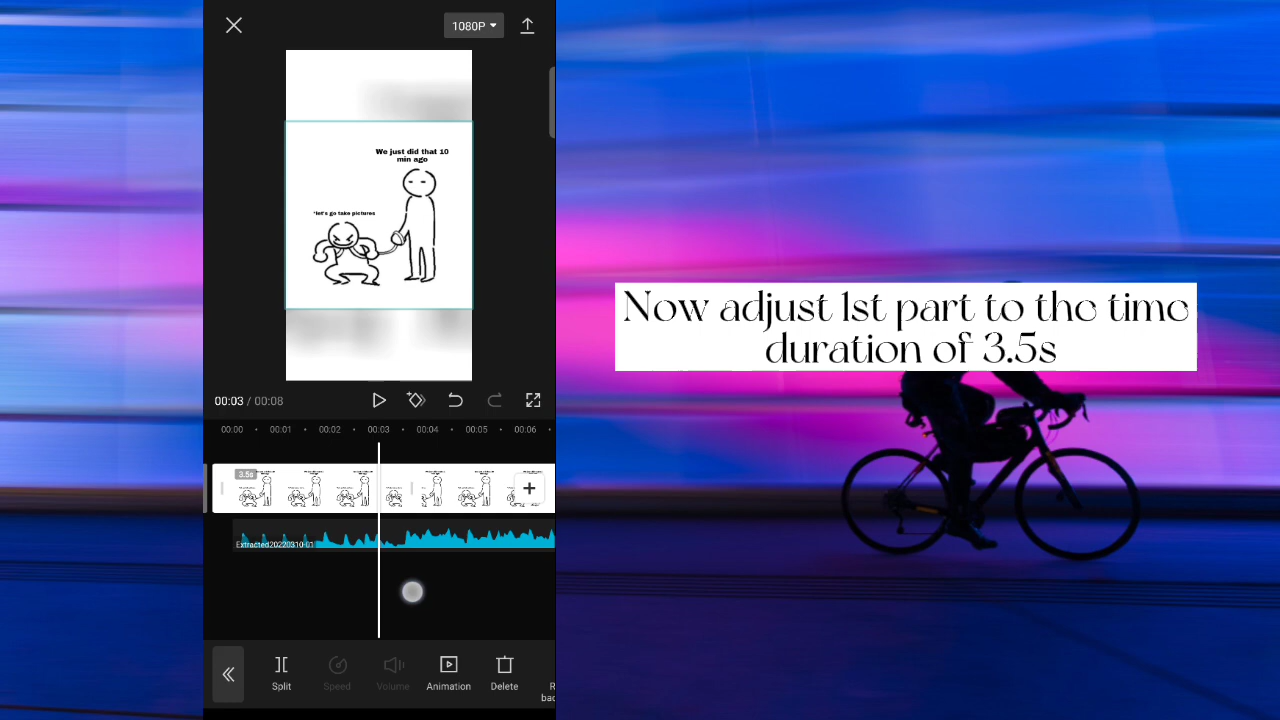 1080P
We just did that 10
min ago
*let's go take pictures
00:03 / 00:08
00:00 00:01 00:02 00:03 00:04 00:05 00:06
3.5s
Extracted20220310-01
Split Speed Volume Animation Delete
Now adjust 1st part to the time
duration of 3.5s